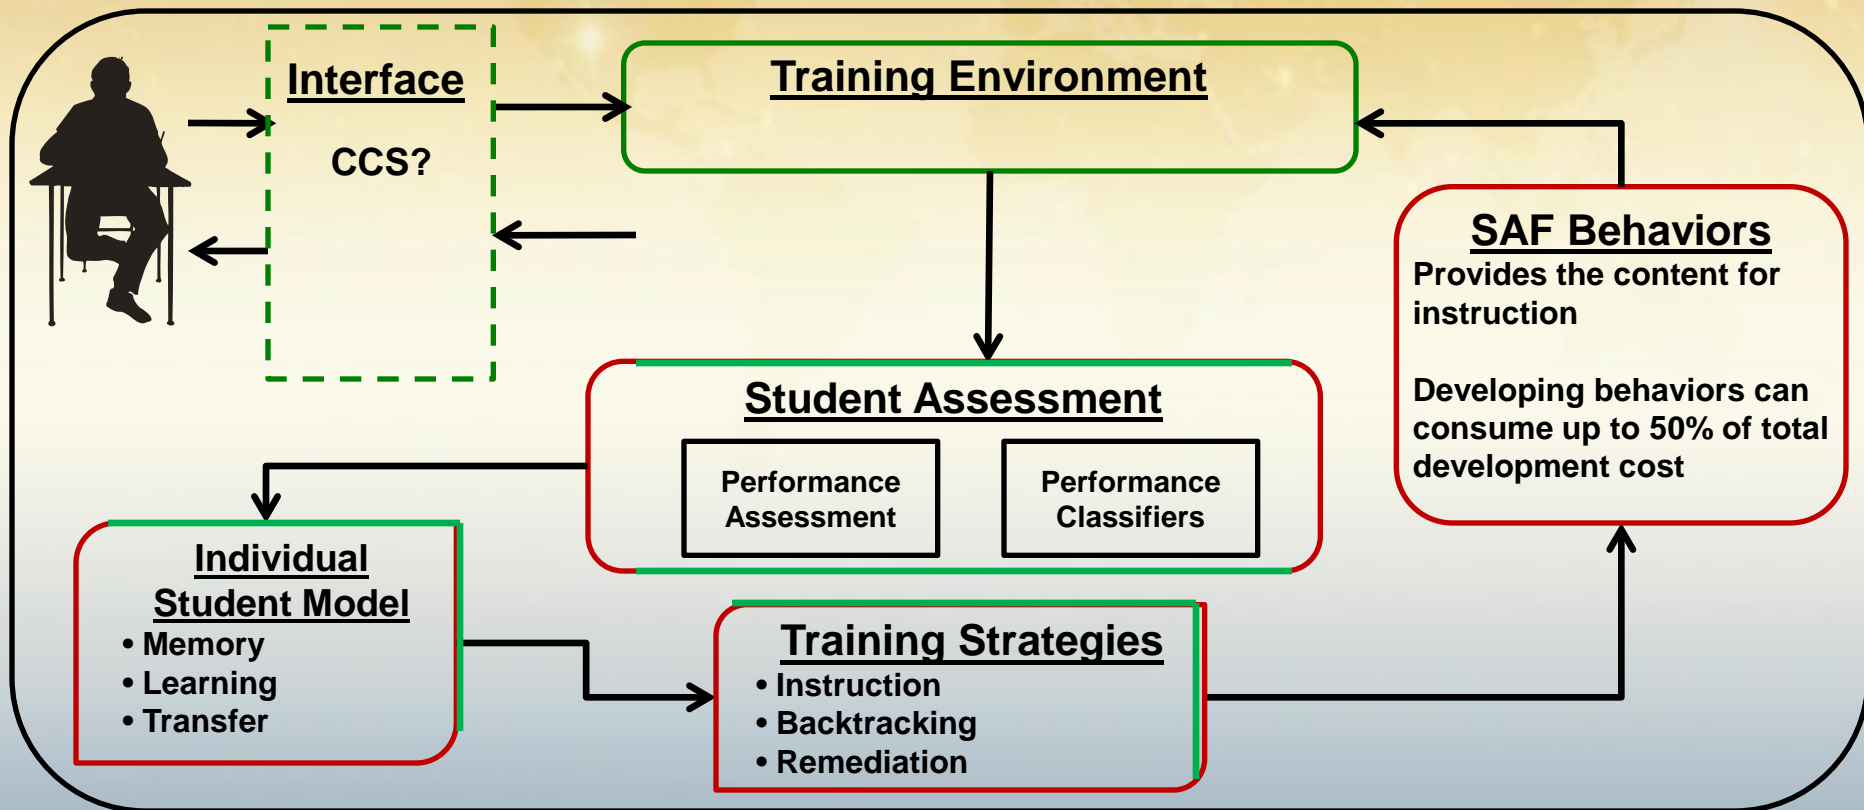 Interface
CCS?
Training Environment
SAF Behaviors
Provides the content for
instruction
Developing behaviors can
consume up to 50% of total
development cost
Student Assessment
Performance
Assessment
Performance
Classifiers
Individual
Student Model
• Memory
• Learning
• Transfer
Training Strategies
• Instruction
• Backtracking
• Remediation